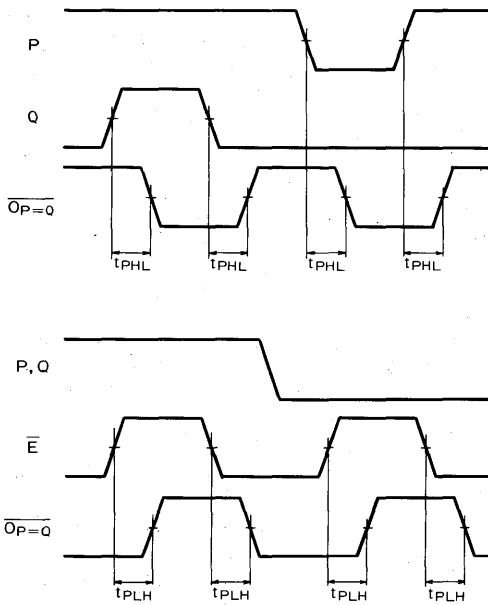 P
Q
O̅P=Q
tPHL tPHL tPHL tPHL
P, Q
E̅
O̅P=Q
tPLH tPLH tPLH tPLH